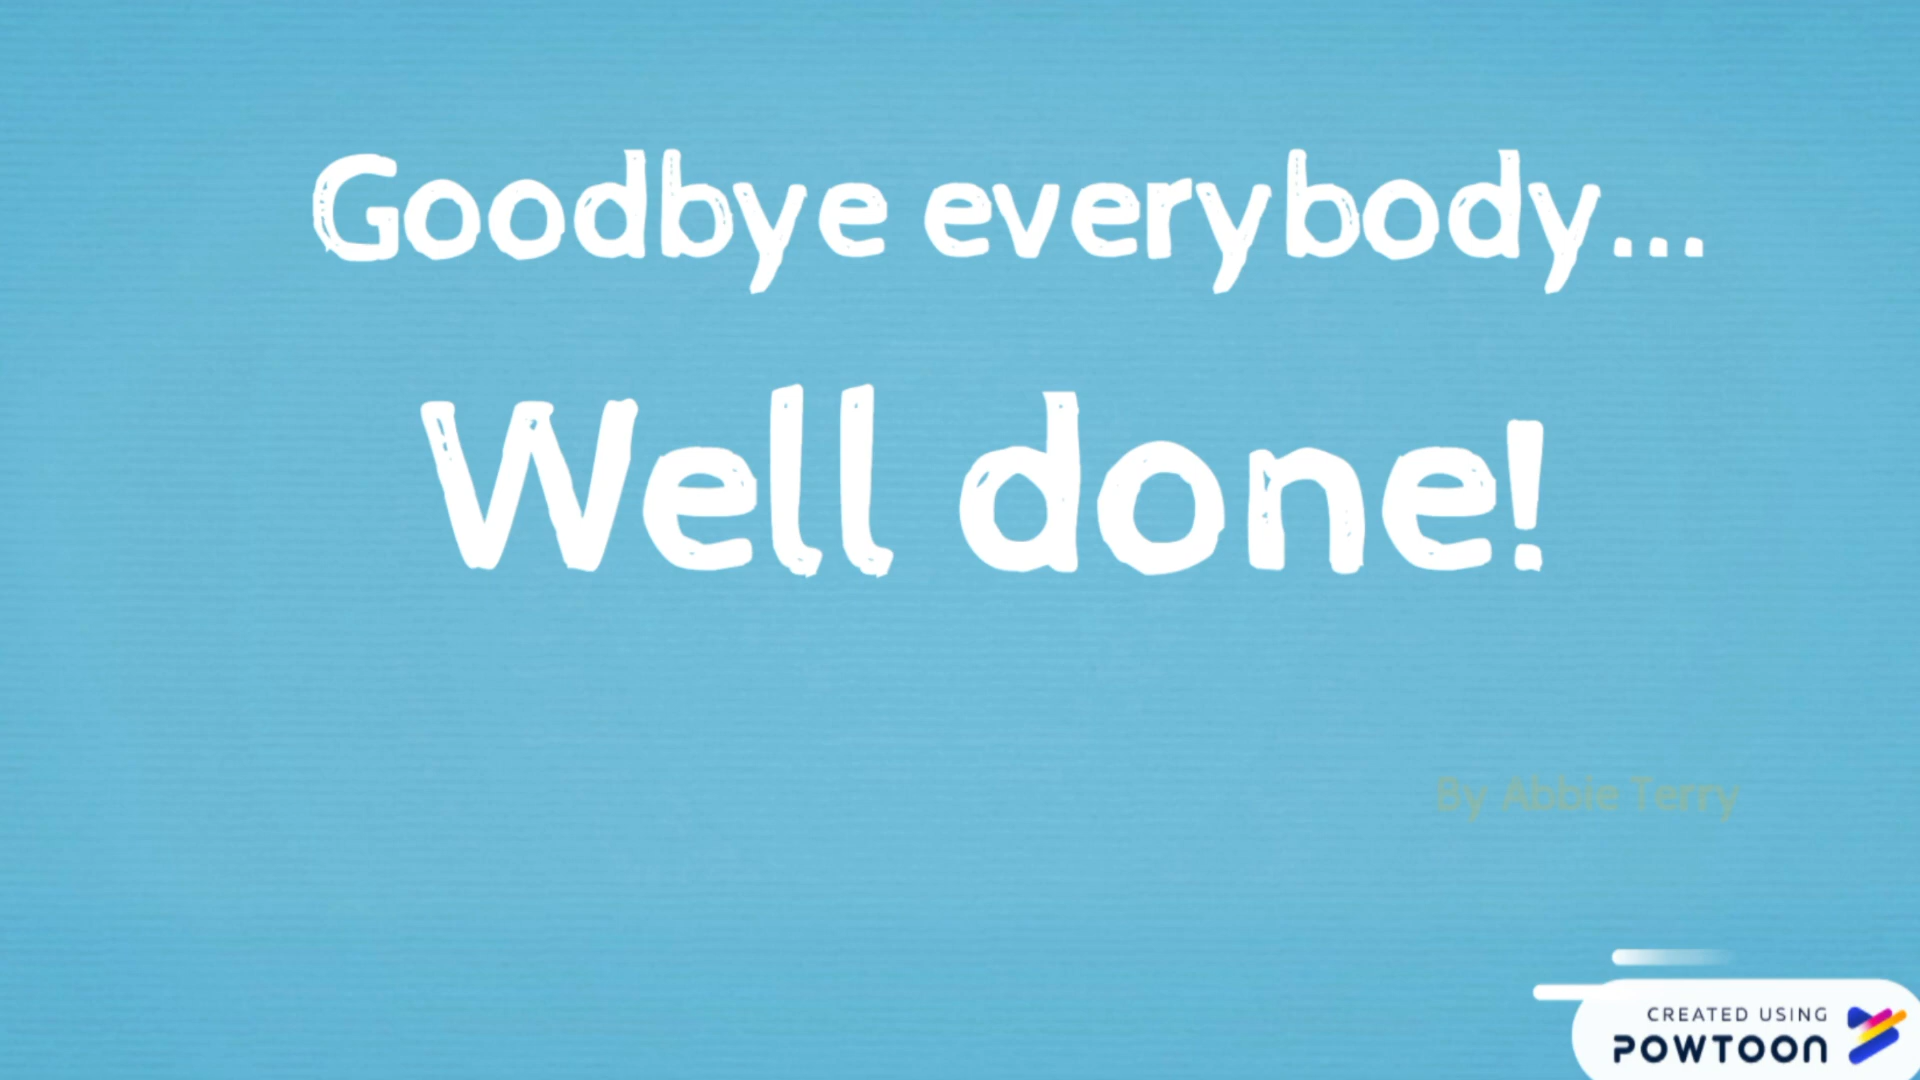 Goodbye everybody...
Well done!
By Abbie Terry
CREATED USING
POWTOON